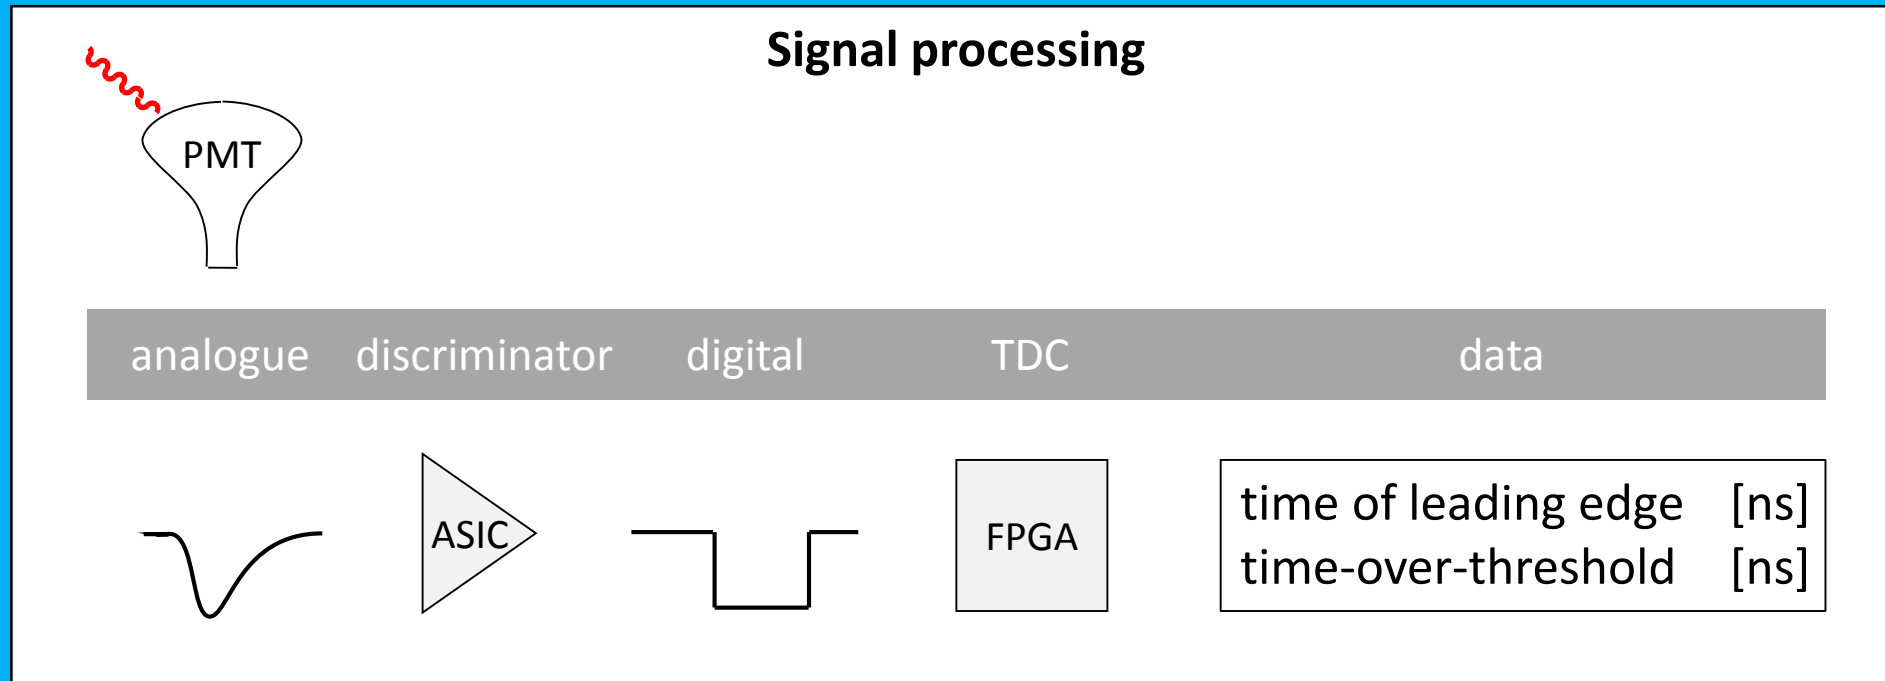 Signal processing
PMT
analogue discriminator digital TDC data
ASIC
FPGA
time of leading edge [ns]
time-over-threshold [ns]